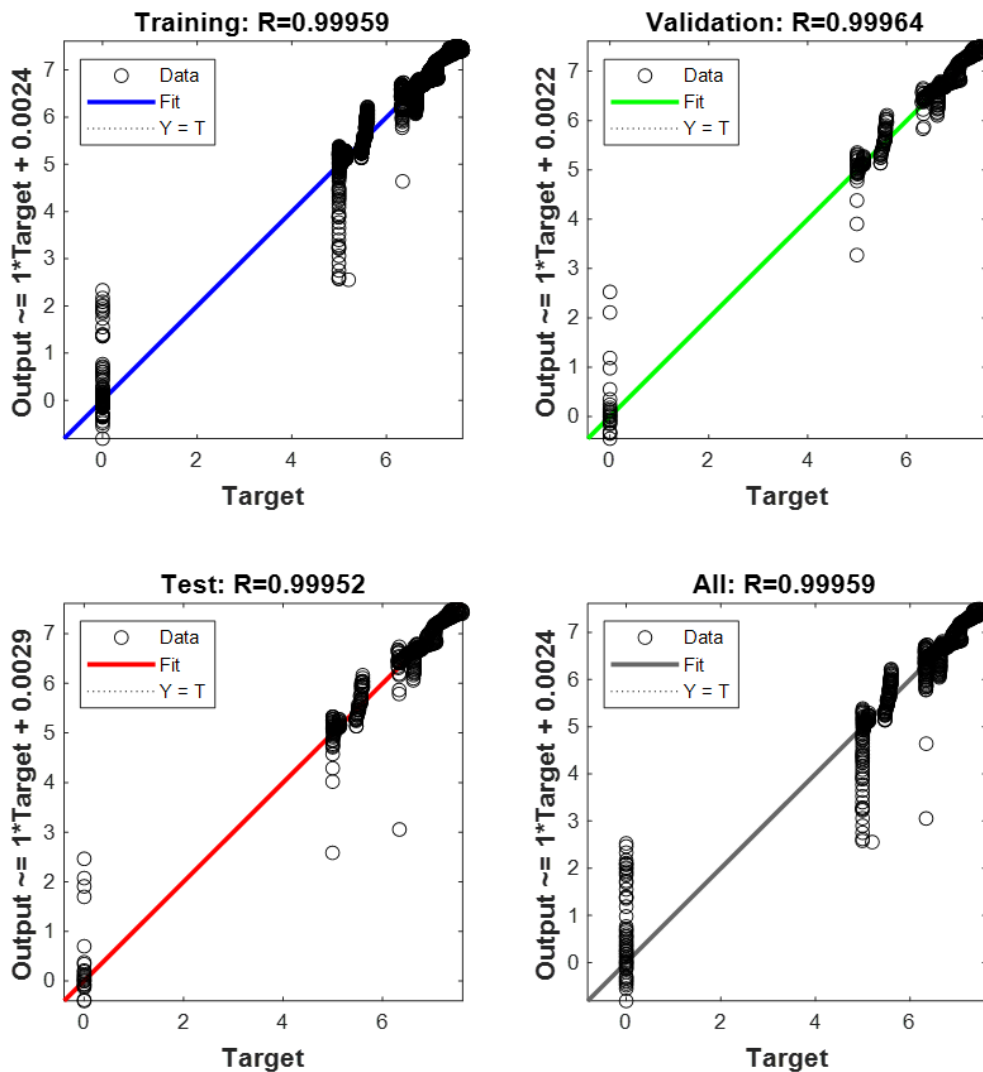 Training: R=0.99959
Output ~= 1*Target + 0.0024
7
6
5
4
3
2
1
0
Data
Fit
Y = T
0 2 4 6
Target
Validation: R=0.99964
Output ~= 1*Target + 0.0022
7
6
5
4
3
2
1
0
Data
Fit
Y = T
0 2 4 6
Target
Test: R=0.99952
Output ~= 1*Target + 0.0029
7
6
5
4
3
2
1
0
Data
Fit
Y = T
0 2 4 6
Target
All: R=0.99959
Output ~= 1*Target + 0.0024
7
6
5
4
3
2
1
0
Data
Fit
Y = T
0 2 4 6
Target